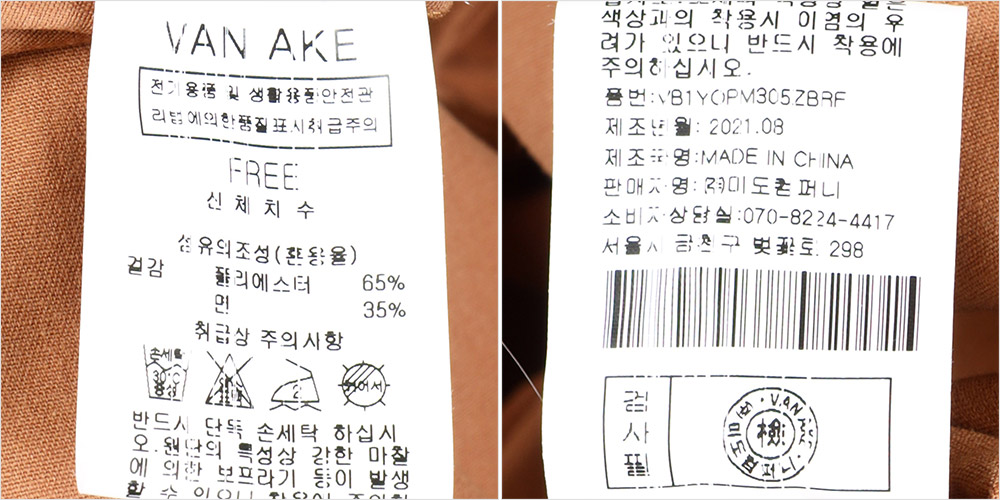 VAN AKE
전기용품 및 생활용품안전관
리법에의한품질표시취급주의
FREE
신체치수
섬유의조성(혼용율)
겉감 폴리에스터 65%
면 35%
취급상 주의사항
손세탁
30°C
중성
반드시 단독 손세탁 하십시
오.원단의 특성상 강한 마찰
에 의한 보프라기 등이 발생
할 수 있으니
색상과의 착용시 이염의 우
려가 있으니 반드시 착용에
주의하십시오.
품번:VB1YOPM305ZBRF
제조년월: 2021.08
제조국명:MADE IN CHINA
판매자명:㈜미도컴퍼니
소비자상담실:070-8224-4417
서울시 금천구 벚꽃로 298
검
사
필
VAN AKE
檢